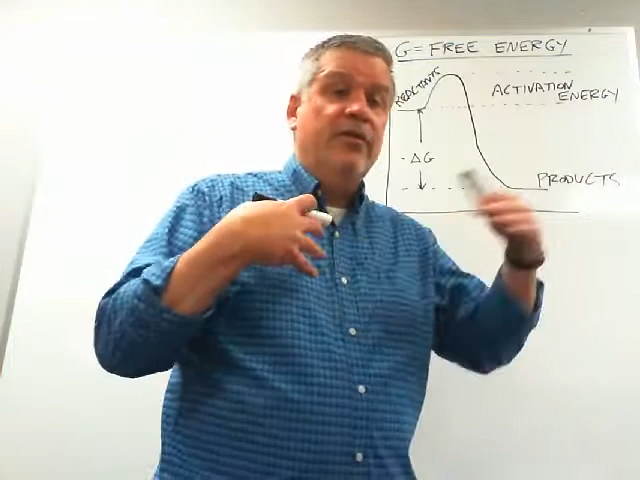 G = FREE ENERGY
REACTANTS
ACTIVATION
ENERGY
- ΔG
PRODUCTS